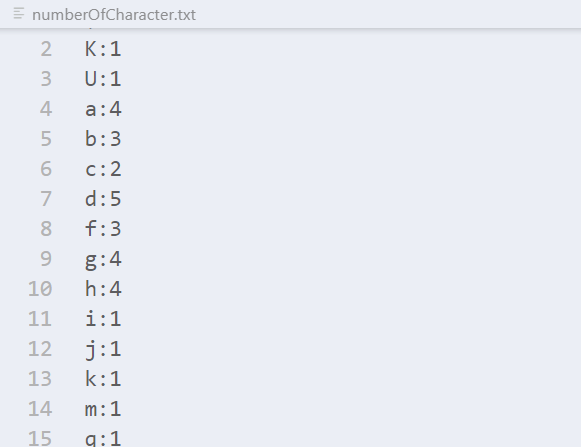 numberOfCharacter.txt
2 K:1
3 U:1
4 a:4
5 b:3
6 c:2
7 d:5
8 f:3
9 g:4
10 h:4
11 i:1
12 j:1
13 k:1
14 m:1
15 q:1